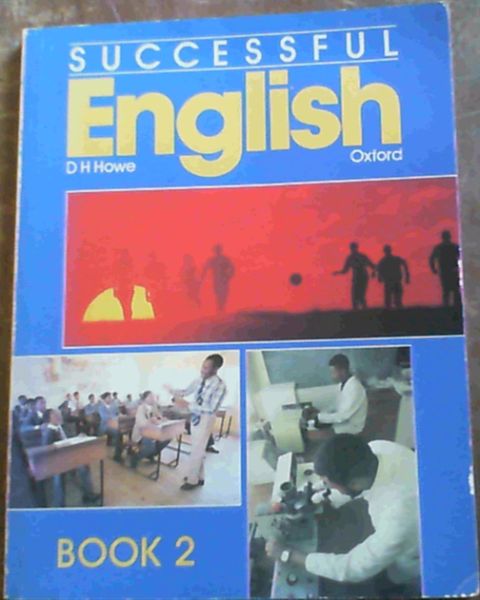 SUCCESSFUL
English
D H Howe
Oxford
BOOK 2